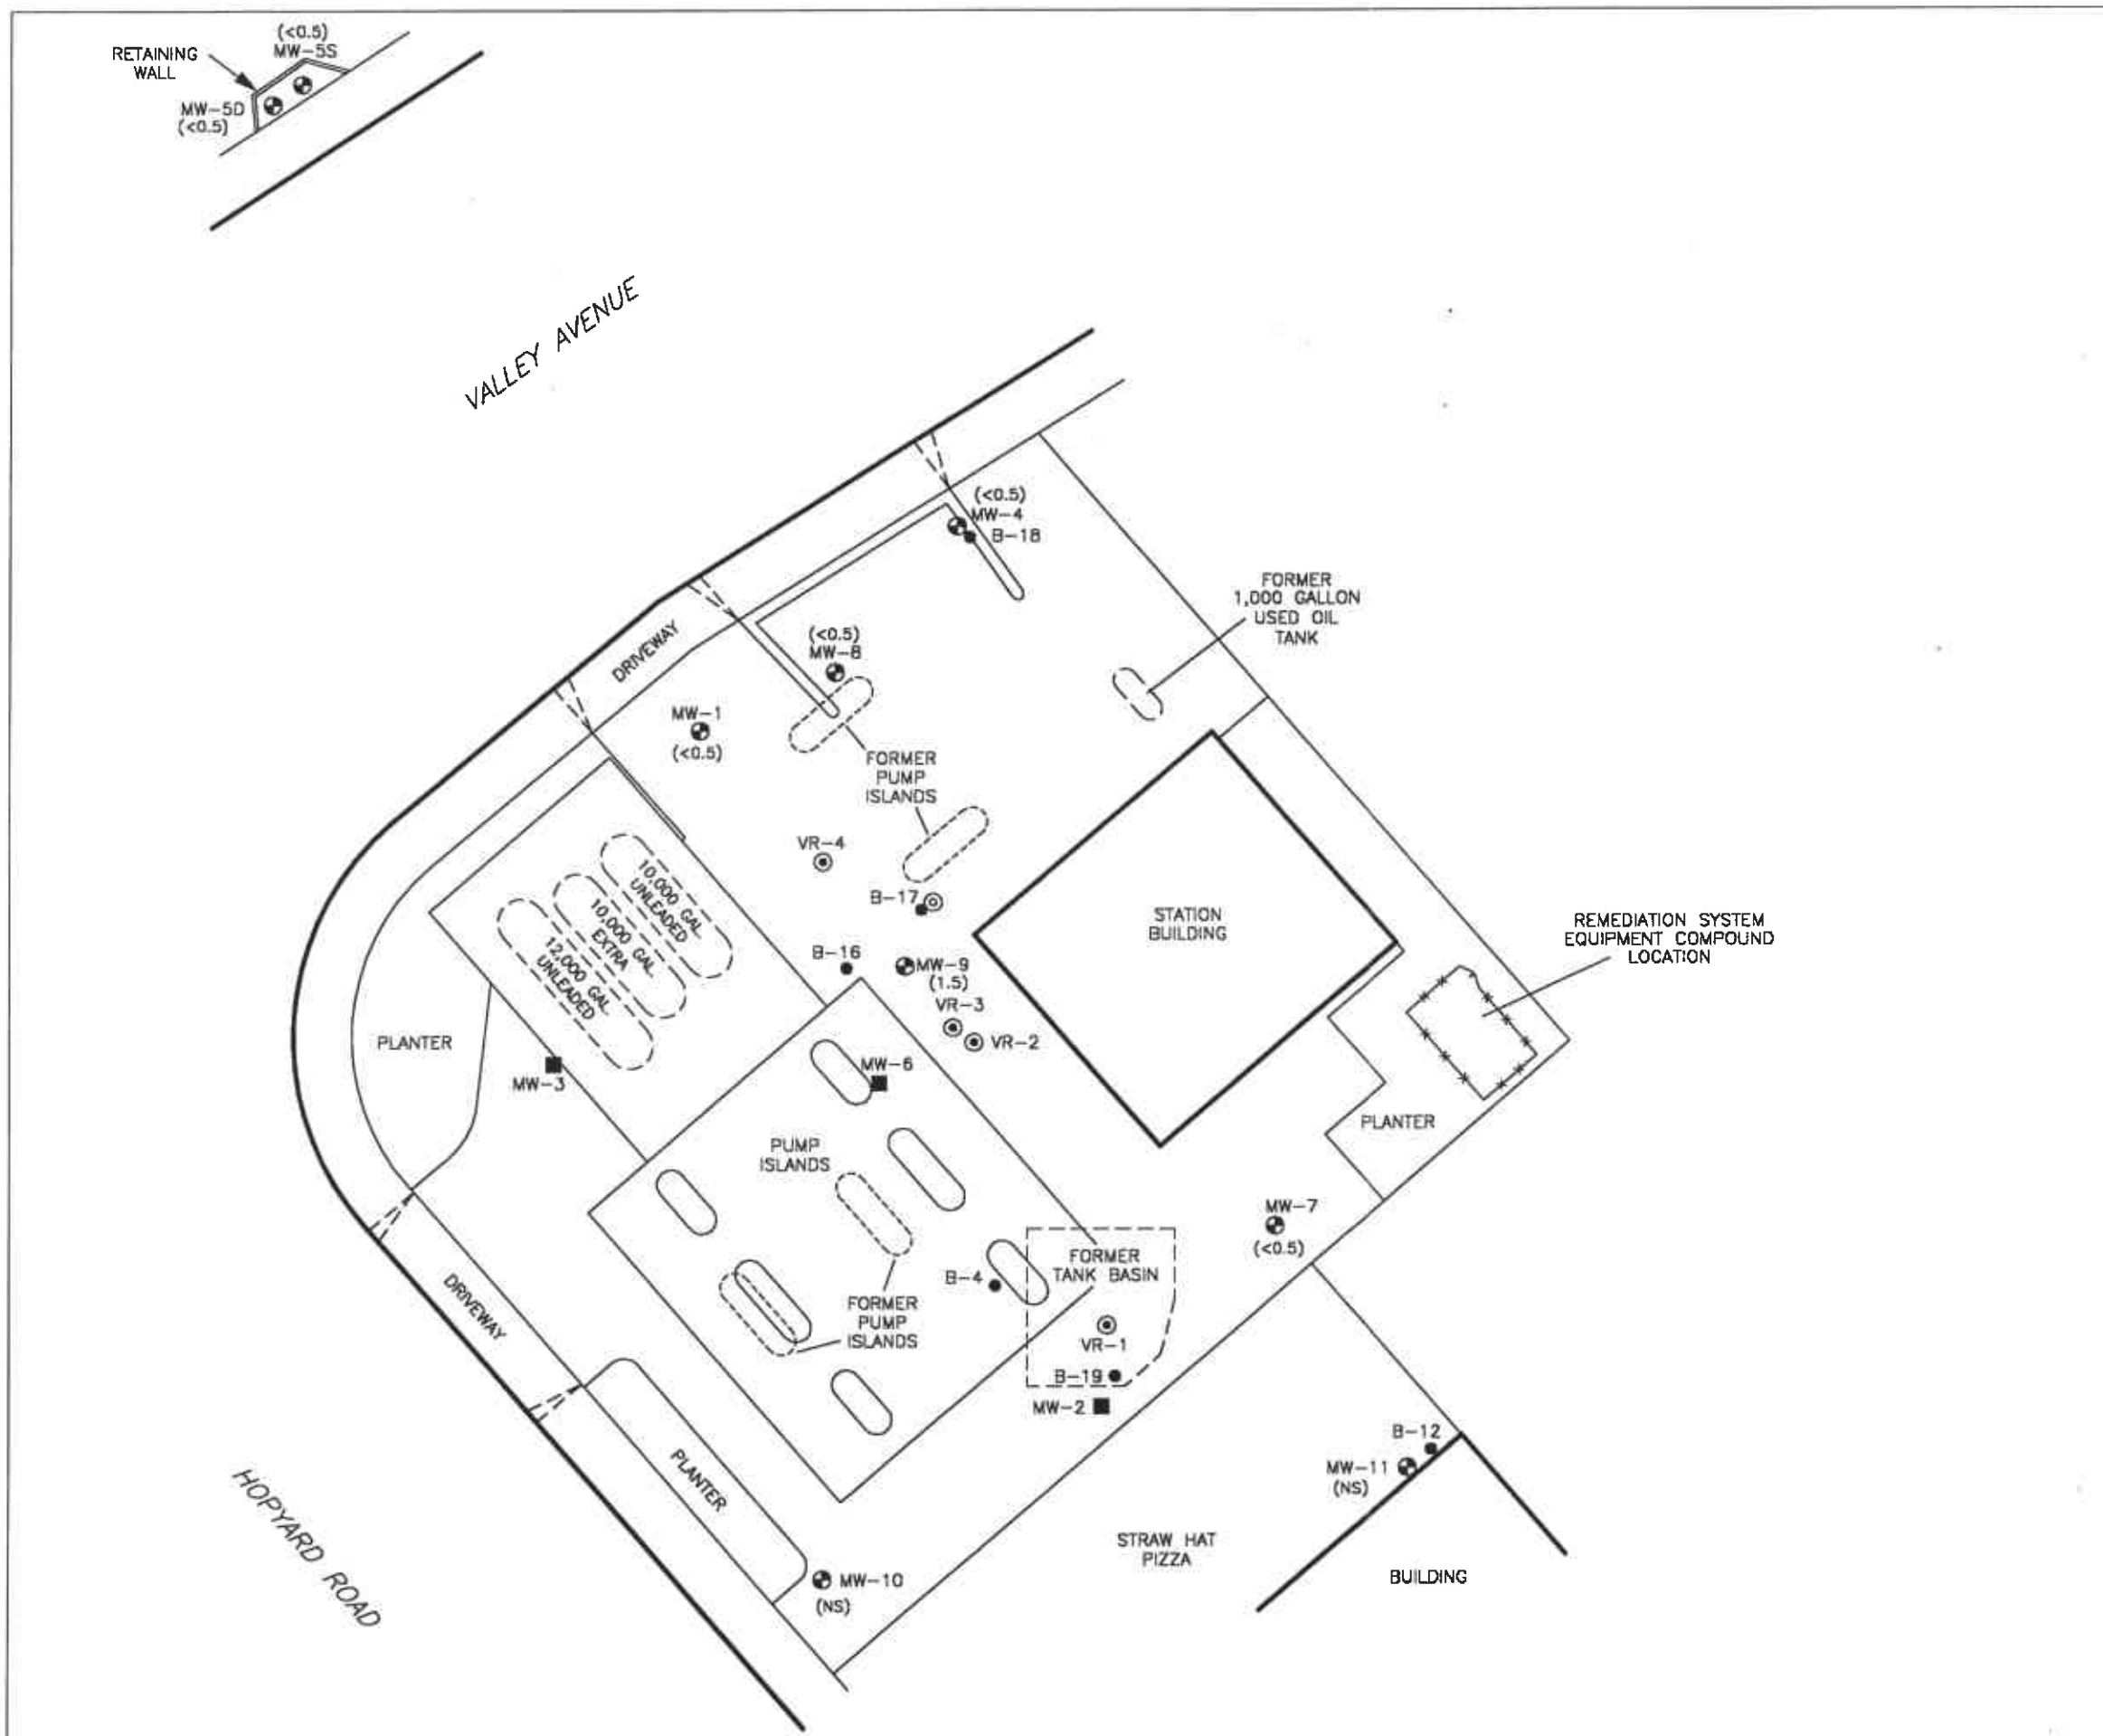 (<0.5)
MW-5S
RETAINING
WALL
MW-5D
(<0.5)
VALLEY AVENUE
(<0.5)
MW-4
B-18
FORMER
1,000 GALLON
USED OIL
TANK
DRIVEWAY
(<0.5)
MW-8
MW-1
(<0.5)
FORMER
PUMP
ISLANDS
VR-4
10,000 GAL.
UNLEADED
10,000 GAL.
EXTRA
12,000 GAL.
UNLEADED
B-17
STATION
BUILDING
REMEDIATION SYSTEM
EQUIPMENT COMPOUND
LOCATION
B-16
MW-9
(1.5)
VR-3
VR-2
PLANTER
MW-3
MW-6
PLANTER
PUMP
ISLANDS
MW-7
(<0.5)
FORMER
TANK BASIN
B-4
DRIVEWAY
FORMER
PUMP
ISLANDS
VR-1
B-19
MW-2
PLANTER
B-12
MW-11
(NS)
HOPYARD ROAD
STRAW HAT
PIZZA
BUILDING
MW-10
(NS)